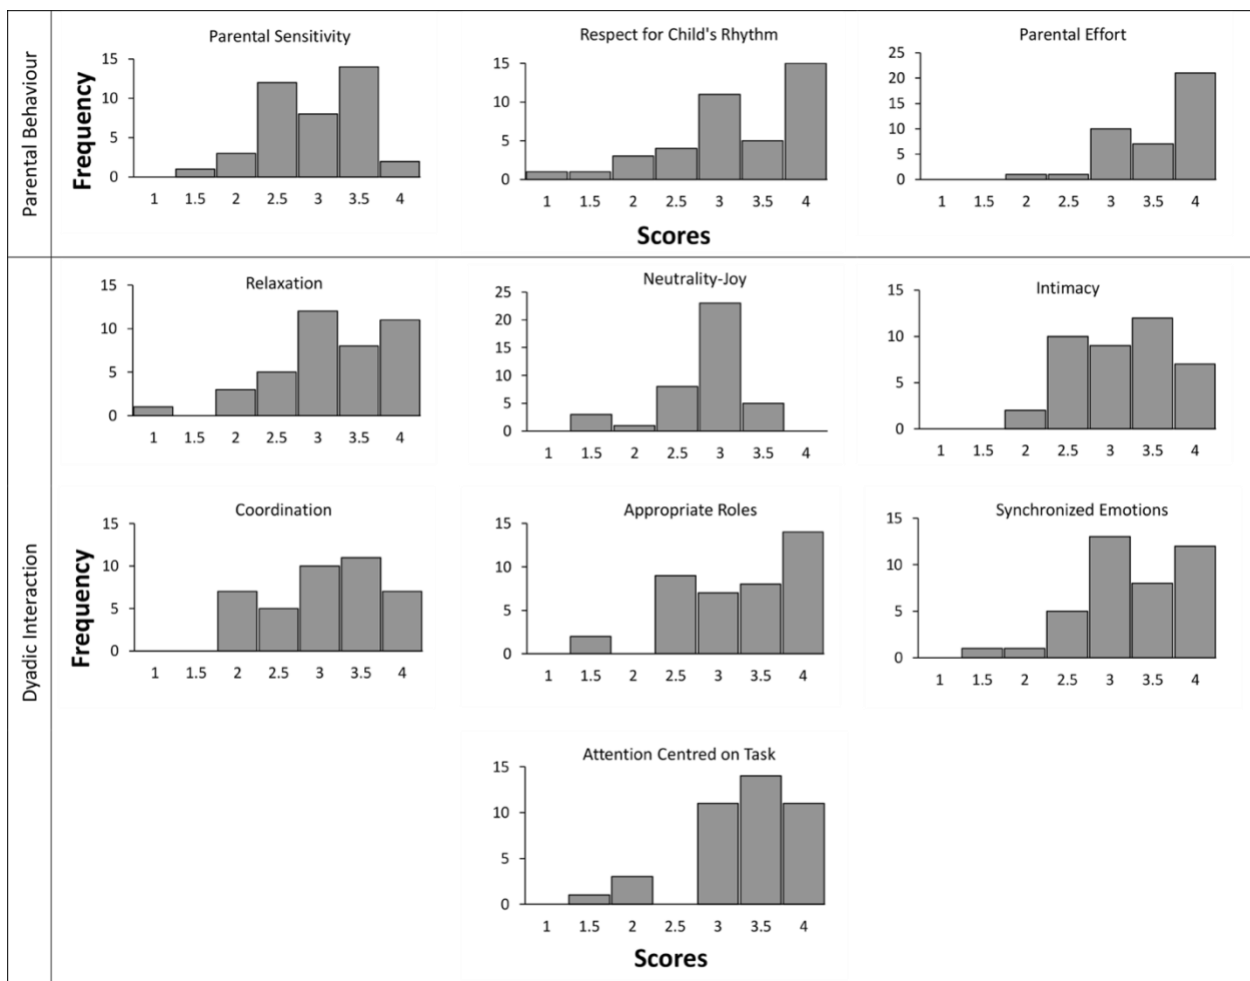 Parental Behaviour
Parental Sensitivity
Frequency
15
10
5
0
1 1.5 2 2.5 3 3.5 4
Respect for Child's Rhythm
15
10
5
0
1 1.5 2 2.5 3 3.5 4
Scores
Parental Effort
25
20
15
10
5
0
1 1.5 2 2.5 3 3.5 4
Dyadic Interaction
Relaxation
15
10
5
0
1 1.5 2 2.5 3 3.5 4
Neutrality-Joy
25
20
15
10
5
0
1 1.5 2 2.5 3 3.5 4
Intimacy
15
10
5
0
1 1.5 2 2.5 3 3.5 4
Coordination
Frequency
15
10
5
0
1 1.5 2 2.5 3 3.5 4
Appropriate Roles
15
10
5
0
1 1.5 2 2.5 3 3.5 4
Synchronized Emotions
15
10
5
0
1 1.5 2 2.5 3 3.5 4
Attention Centred on Task
15
10
5
0
1 1.5 2 2.5 3 3.5 4
Scores